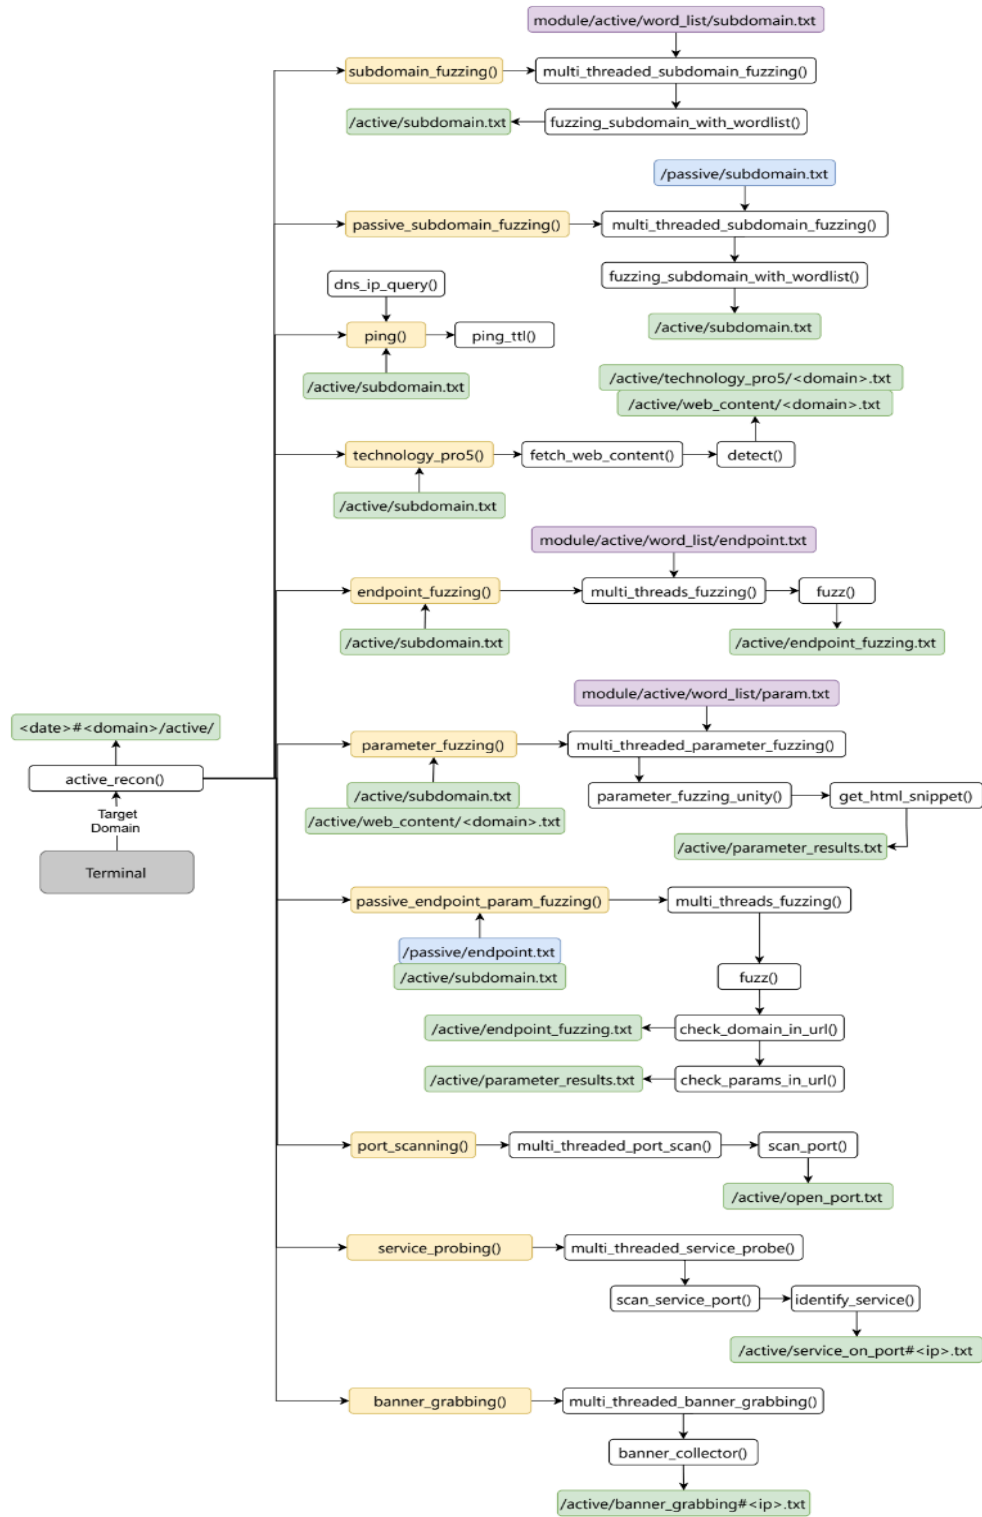 module/active/word_list/subdomain.txt
subdomain_fuzzing()
multi_threaded_subdomain_fuzzing()
/active/subdomain.txt
fuzzing_subdomain_with_wordlist()
/passive/subdomain.txt
passive_subdomain_fuzzing()
multi_threaded_subdomain_fuzzing()
fuzzing_subdomain_with_wordlist()
/active/subdomain.txt
dns_ip_query()
ping()
ping_ttl()
/active/subdomain.txt
/active/technology_pro5/<domain>.txt
/active/web_content/<domain>.txt
technology_pro5()
fetch_web_content()
detect()
/active/subdomain.txt
module/active/word_list/endpoint.txt
endpoint_fuzzing()
multi_threads_fuzzing()
fuzz()
/active/subdomain.txt
/active/endpoint_fuzzing.txt
module/active/word_list/param.txt
<date>#<domain>/active/
active_recon()
Target
Domain
Terminal
parameter_fuzzing()
multi_threaded_parameter_fuzzing()
/active/subdomain.txt
/active/web_content/<domain>.txt
parameter_fuzzing_unity()
get_html_snippet()
/active/parameter_results.txt
passive_endpoint_param_fuzzing()
multi_threads_fuzzing()
/passive/endpoint.txt
/active/subdomain.txt
fuzz()
/active/endpoint_fuzzing.txt
check_domain_in_url()
/active/parameter_results.txt
check_params_in_url()
port_scanning()
multi_threaded_port_scan()
scan_port()
/active/open_port.txt
service_probing()
multi_threaded_service_probe()
scan_service_port()
identify_service()
/active/service_on_port#<ip>.txt
banner_grabbing()
multi_threaded_banner_grabbing()
banner_collector()
/active/banner_grabbing#<ip>.txt